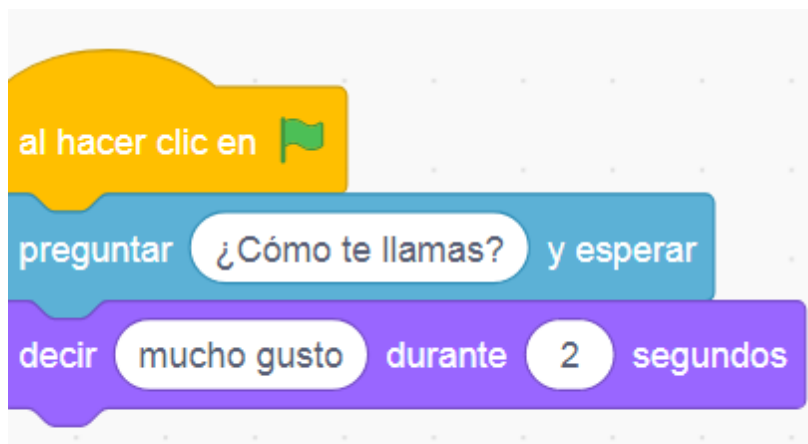 al hacer clic en
preguntar ¿Cómo te llamas? y esperar
decir mucho gusto durante 2 segundos